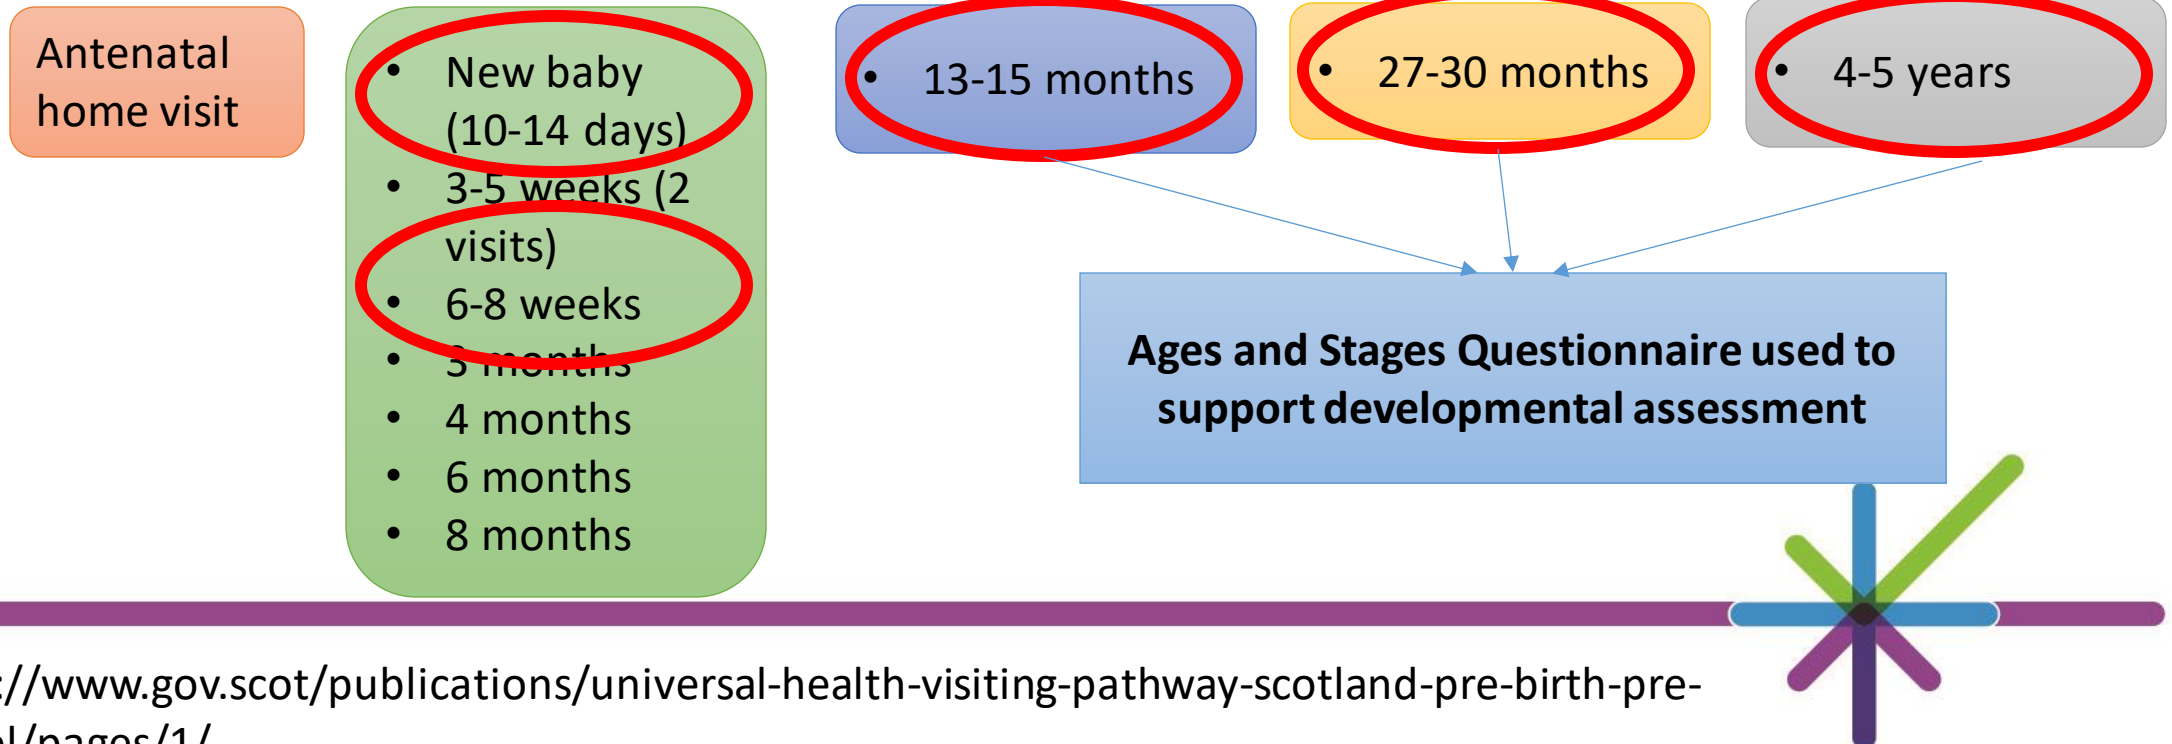 Antenatal
home visit
• New baby
(10-14 days)
• 3-5 weeks (2
visits)
• 6-8 weeks
• 3 months
• 4 months
• 6 months
• 8 months
• 13-15 months
• 27-30 months
• 4-5 years
Ages and Stages Questionnaire used to
support developmental assessment
://www.gov.scot/publications/universal-health-visiting-pathway-scotland-pre-birth-pre-
l/pages/1/